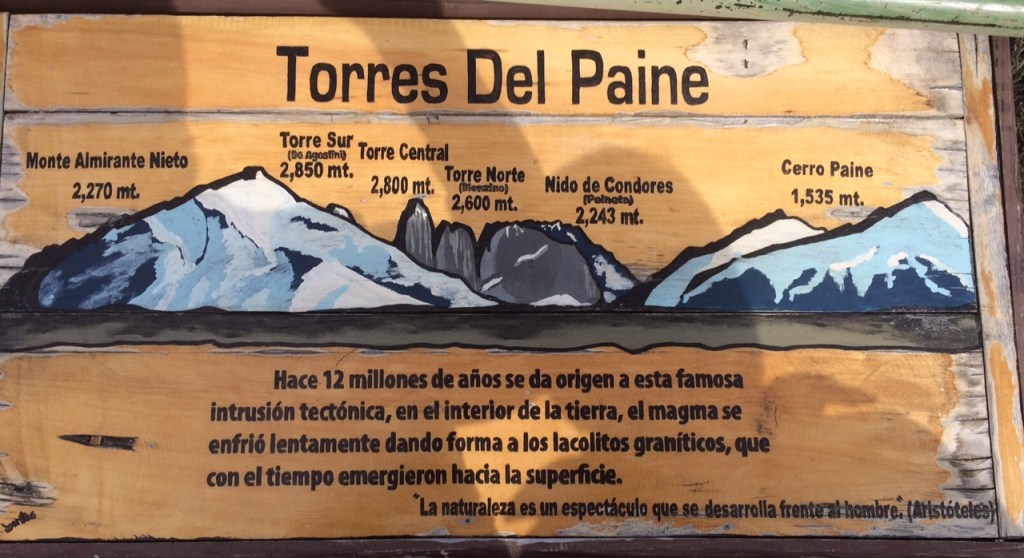 Torres Del Paine
Monte Almirante Nieto
2,270 mt.
Torre Sur
(De Agostini)
2,850 mt.
Torre Central
2,800 mt.
Torre Norte
(Monzino)
2,600 mt.
Nido de Condores
2,243 mt.
Cerro Paine
1,535 mt.
Hace 12 millones de años se da origen a esta famosa
intrusión tectónica, en el interior de la tierra, el magma se
enfrió lentamente dando forma a los lacolitos graníticos, que
con el tiempo emergieron hacia la superficie.
"La naturaleza es un espectáculo que se desarrolla frente al hombre." (Aristóteles)